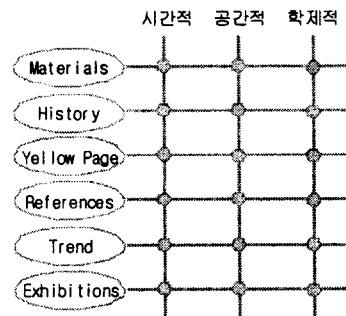 시간적 공간적 학제적
Materials
History
Yellow Page
References
Trend
Exhibitions